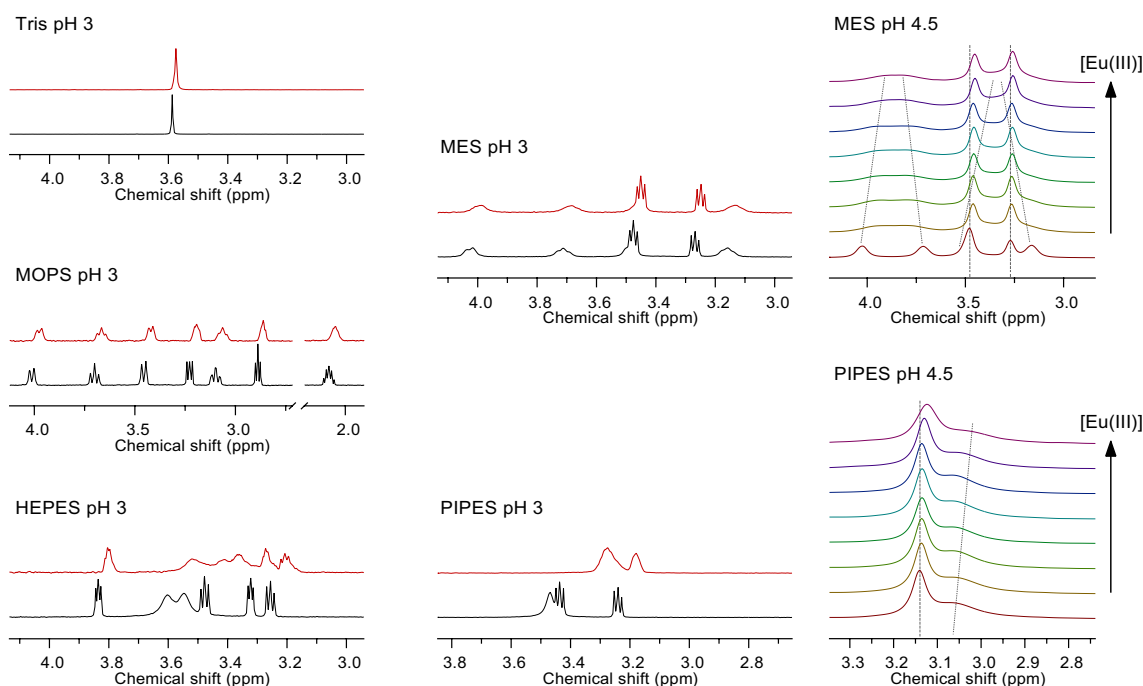 Tris pH 3
4.0 3.8 3.6 3.4 3.2 3.0
Chemical shift (ppm)
MOPS pH 3
4.0 3.5 3.0 2.0
Chemical shift (ppm)
HEPES pH 3
4.0 3.8 3.6 3.4 3.2 3.0
Chemical shift (ppm)
MES pH 3
4.0 3.8 3.6 3.4 3.2 3.0
Chemical shift (ppm)
PIPES pH 3
3.8 3.6 3.4 3.2 3.0 2.8
Chemical shift (ppm)
MES pH 4.5
[Eu(III)]
4.0 3.5 3.0
Chemical shift (ppm)
PIPES pH 4.5
[Eu(III)]
3.3 3.2 3.1 3.0 2.9 2.8
Chemical shift (ppm)